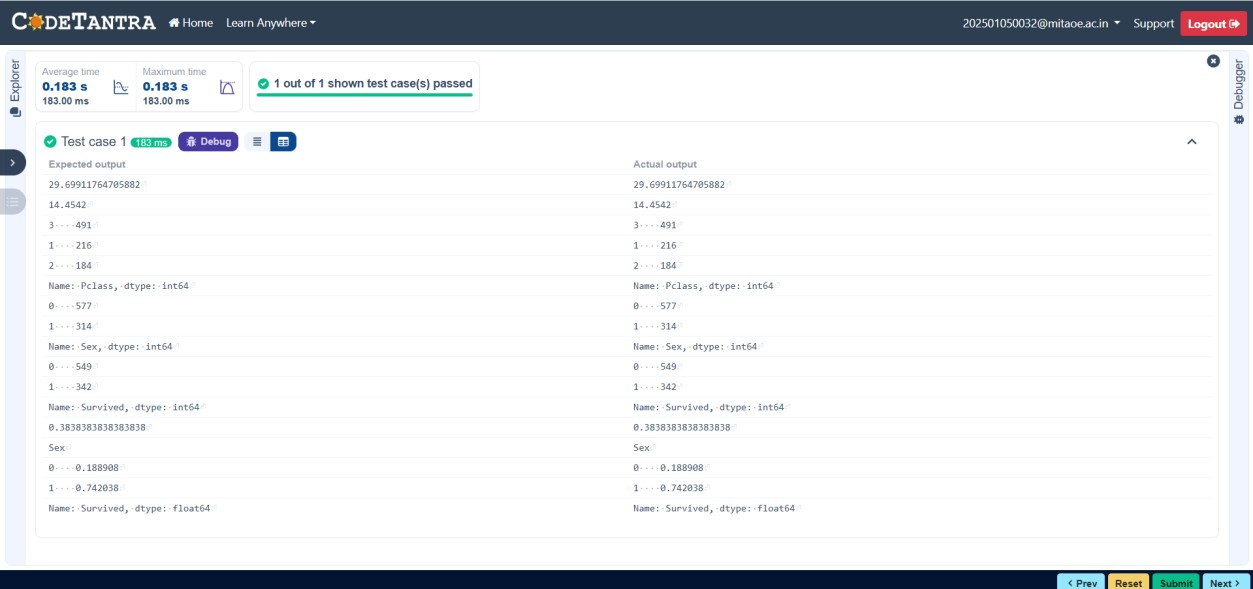 CODETANTRA Home Learn Anywhere 202501050032@mitaoe.ac.in Support Logout
Explorer
Debugger
Average time
0.183 s
183.00 ms
Maximum time
0.183 s
183.00 ms
1 out of 1 shown test case(s) passed
Test case 1 183 ms Debug
Expected output Actual output
29.69911764705882 29.69911764705882
14.4542 14.4542
3····491 3····491
1····216 1····216
2····184 2····184
Name:·Pclass,·dtype:·int64 Name:·Pclass,·dtype:·int64
0····577 0····577
1····314 1····314
Name:·Sex,·dtype:·int64 Name:·Sex,·dtype:·int64
0····549 0····549
1····342 1····342
Name:·Survived,·dtype:·int64 Name:·Survived,·dtype:·int64
0.3838383838383838 0.3838383838383838
Sex Sex
0····0.188908 0····0.188908
1····0.742038 1····0.742038
Name:·Survived,·dtype:·float64 Name:·Survived,·dtype:·float64
< Prev Reset Submit Next >